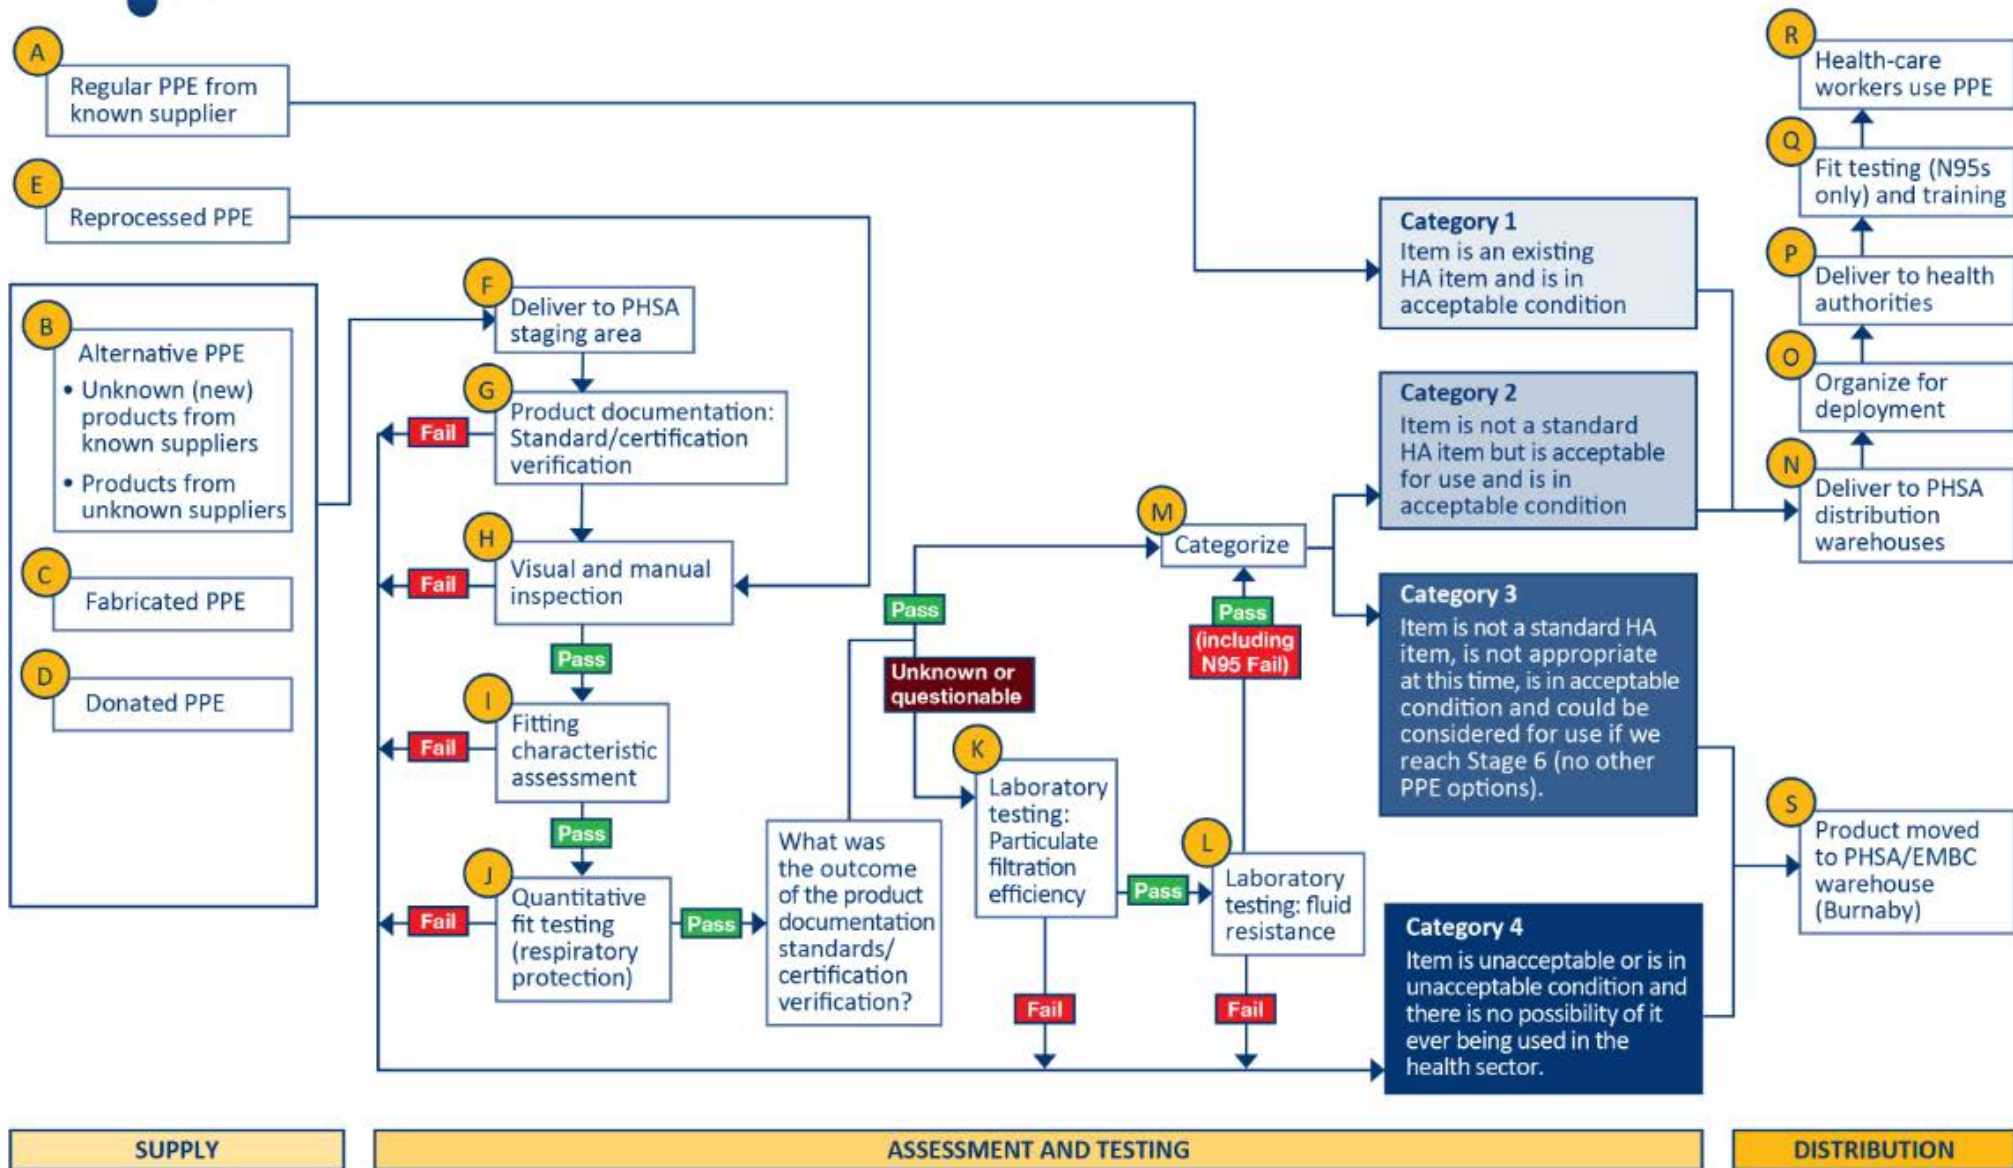 A
Regular PPE from
known supplier
E
Reprocessed PPE
B
Alternative PPE
• Unknown (new)
products from
known suppliers
• Products from
unknown suppliers
C
Fabricated PPE
D
Donated PPE
F
Deliver to PHSA
staging area
G
Product documentation:
Standard/certification
verification
Fail
H
Visual and manual
inspection
Fail
Pass
I
Fitting
characteristic
assessment
Fail
Pass
J
Quantitative
fit testing
(respiratory
protection)
Fail
Pass
What was
the outcome
of the product
documentation
standards/
certification
verification?
Pass
Unknown or
questionable
K
Laboratory
testing:
Particulate
filtration
efficiency
Pass
Fail
L
Laboratory
testing: fluid
resistance
Fail
Pass
(including
N95 Fail)
M
Categorize
Category 1
Item is an existing
HA item and is in
acceptable condition
Category 2
Item is not a standard
HA item but is acceptable
for use and is in
acceptable condition
Category 3
Item is not a standard HA
item, is not appropriate
at this time, is in acceptable
condition and could be
considered for use if we
reach Stage 6 (no other
PPE options).
Category 4
Item is unacceptable or is in
unacceptable condition and
there is no possibility of it
ever being used in the
health sector.
R
Health-care
workers use PPE
Q
Fit testing (N95s
only) and training
P
Deliver to health
authorities
O
Organize for
deployment
N
Deliver to PHSA
distribution
warehouses
S
Product moved
to PHSA/EMBC
warehouse
(Burnaby)
SUPPLY
ASSESSMENT AND TESTING
DISTRIBUTION